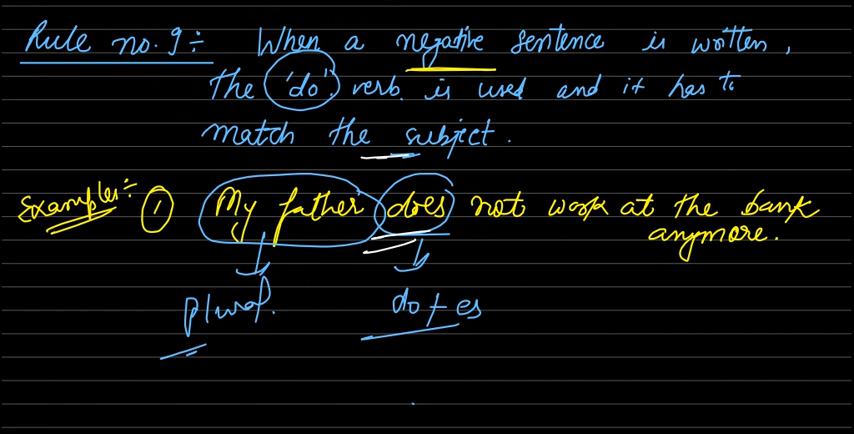 Rule no. 9 ÷ When a negative sentence is written,
the 'do' verb is used and it has to
match the subject.
Examples ÷ ① My father does not work at the bank
anymore.
plural. do + es